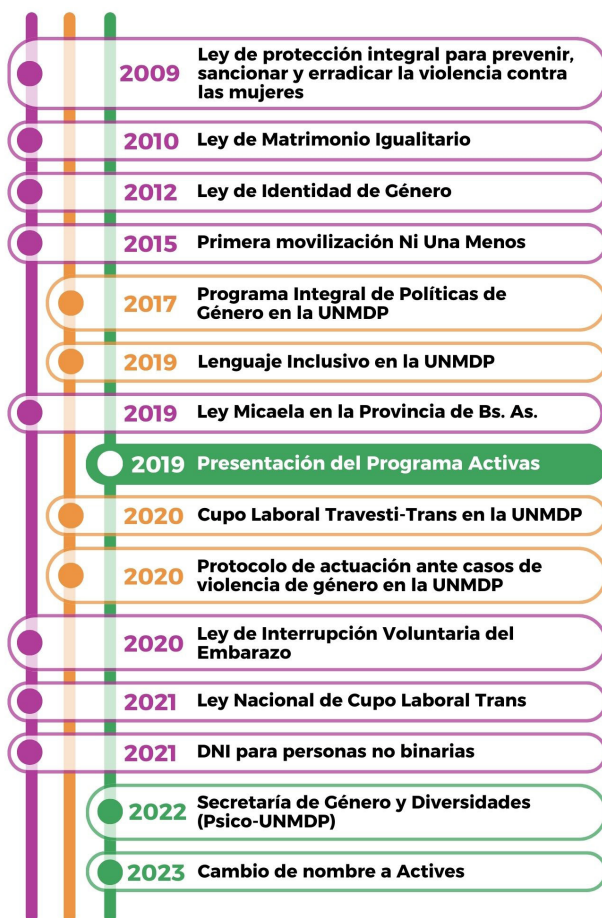 2009 Ley de protección integral para prevenir,
sancionar y erradicar la violencia contra
las mujeres
2010 Ley de Matrimonio Igualitario
2012 Ley de Identidad de Género
2015 Primera movilización Ni Una Menos
2017 Programa Integral de Políticas de
Género en la UNMDP
2019 Lenguaje Inclusivo en la UNMDP
2019 Ley Micaela en la Provincia de Bs. As.
2019 Presentación del Programa Activas
2020 Cupo Laboral Travesti-Trans en la UNMDP
2020 Protocolo de actuación ante casos de
violencia de género en la UNMDP
2020 Ley de Interrupción Voluntaria del
Embarazo
2021 Ley Nacional de Cupo Laboral Trans
2021 DNI para personas no binarias
2022 Secretaría de Género y Diversidades
(Psico-UNMDP)
2023 Cambio de nombre a Actives